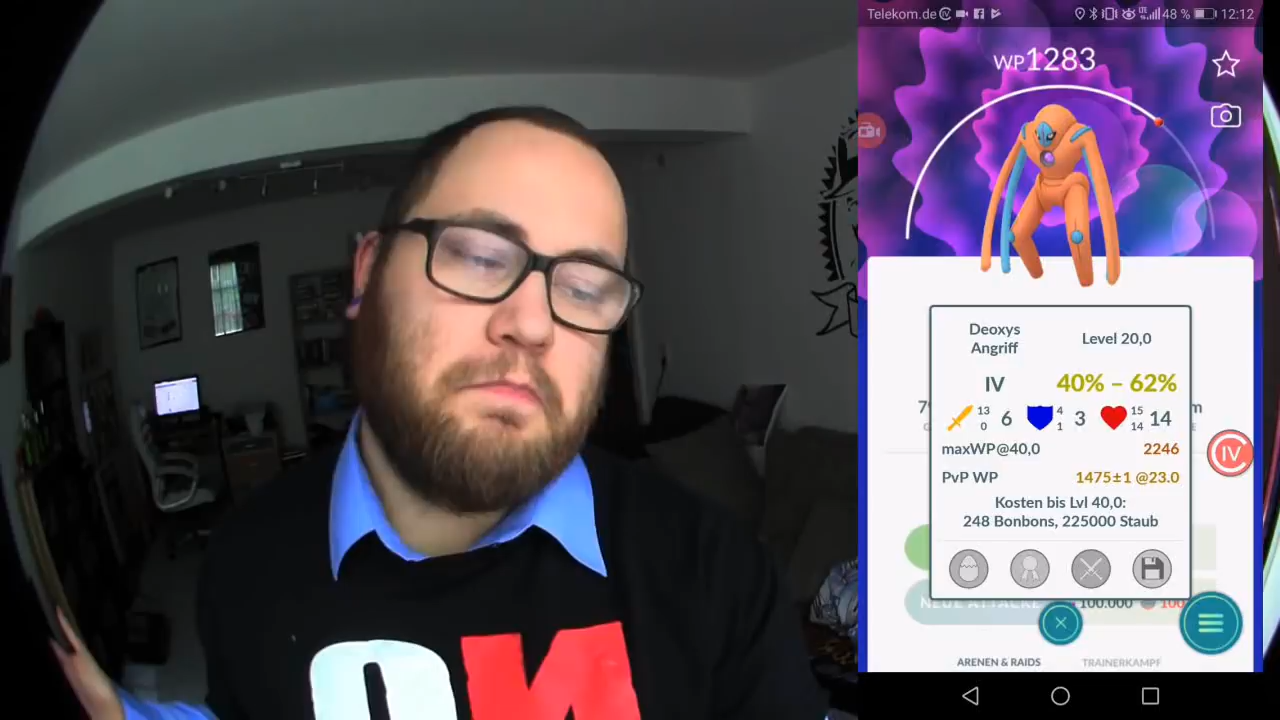 Telekom.de
48 %
12:12
WP1283
Deoxys
Angriff
Level 20,0
IV
40% – 62%
13
0
6
4
1
3
15
14
14
maxWP@40,0
2246
PvP WP
1475±1 @23.0
Kosten bis Lvl 40,0:
248 Bonbons, 225000 Staub
IV
NEUE ATTACKE
100.000
100
ARENEN & RAIDS
TRAINERKAMPF